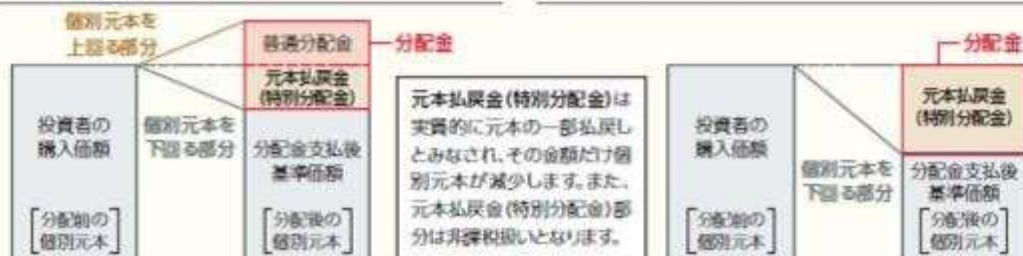 個別元本を
上回る部分
普通分配金
分配金
元本払戻金
(特別分配金)
投資者の
購入価額
個別元本を
下回る部分
分配金支払後
基準価額
[分配前の
個別元本]
[分配後の
個別元本]
元本払戻金(特別分配金)は
実質的に元本の一部払戻し
とみなされ、その金額だけ個
別元本が減少します。また、
元本払戻金(特別分配金)部
分は非課税扱いとなります。
分配金
元本払戻金
(特別分配金)
投資者の
購入価額
個別元本を
下回る部分
分配金支払後
基準価額
[分配前の
個別元本]
[分配後の
個別元本]